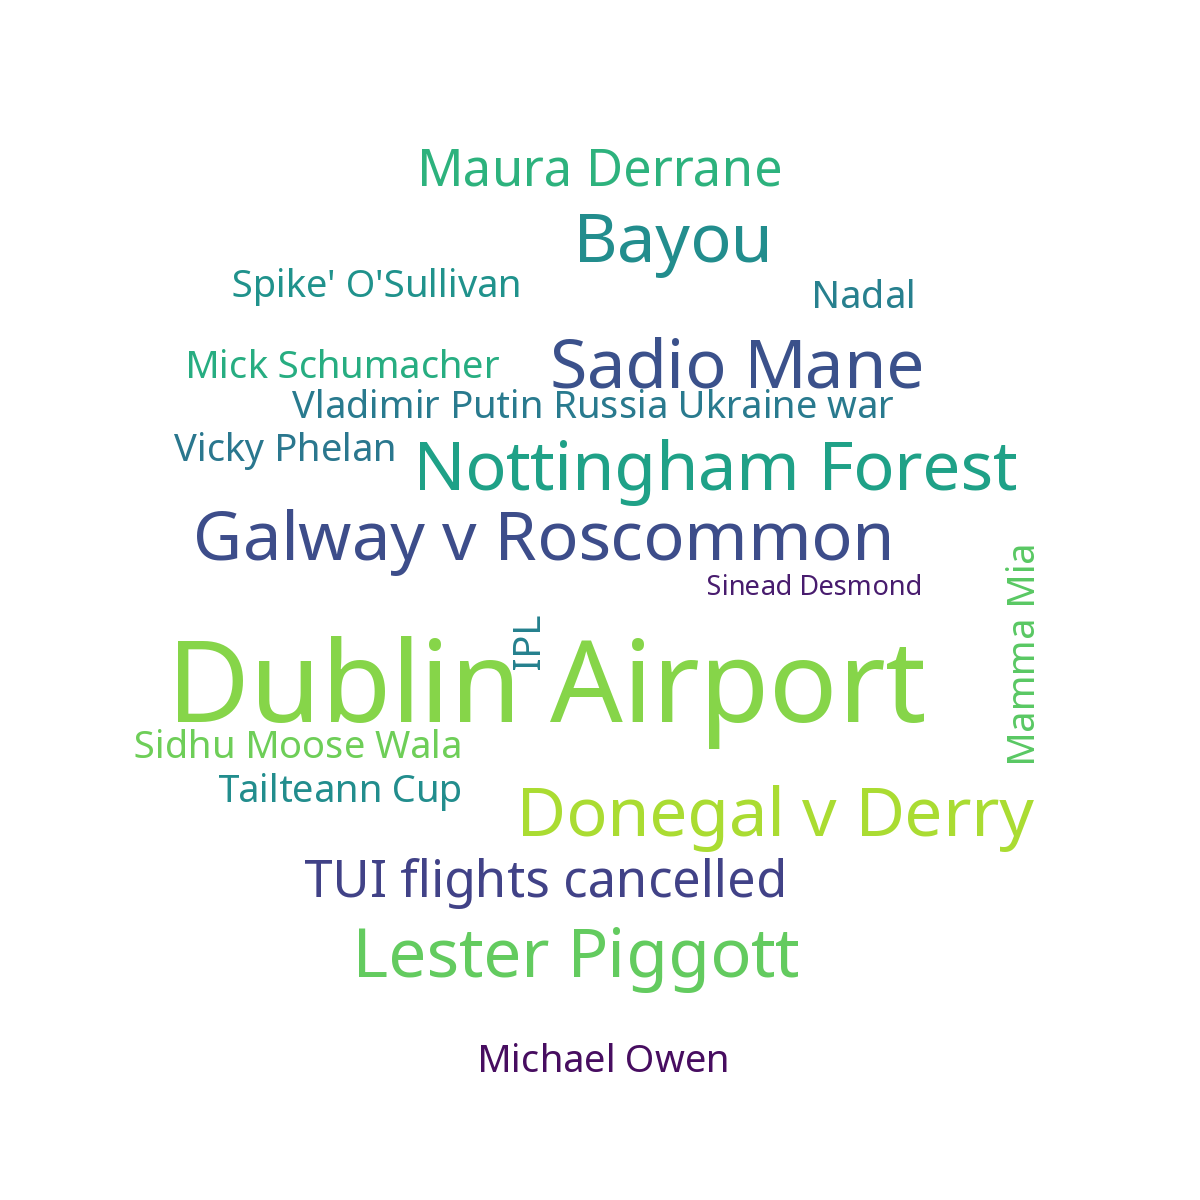 Maura Derrane
Bayou
Spike' O'Sullivan
Nadal
Mick Schumacher
Sadio Mane
Vladimir Putin Russia Ukraine war
Vicky Phelan
Nottingham Forest
Galway v Roscommon
Sinead Desmond
Mamma Mia
IPL
Dublin Airport
Sidhu Moose Wala
Tailteann Cup
Donegal v Derry
TUI flights cancelled
Lester Piggott
Michael Owen